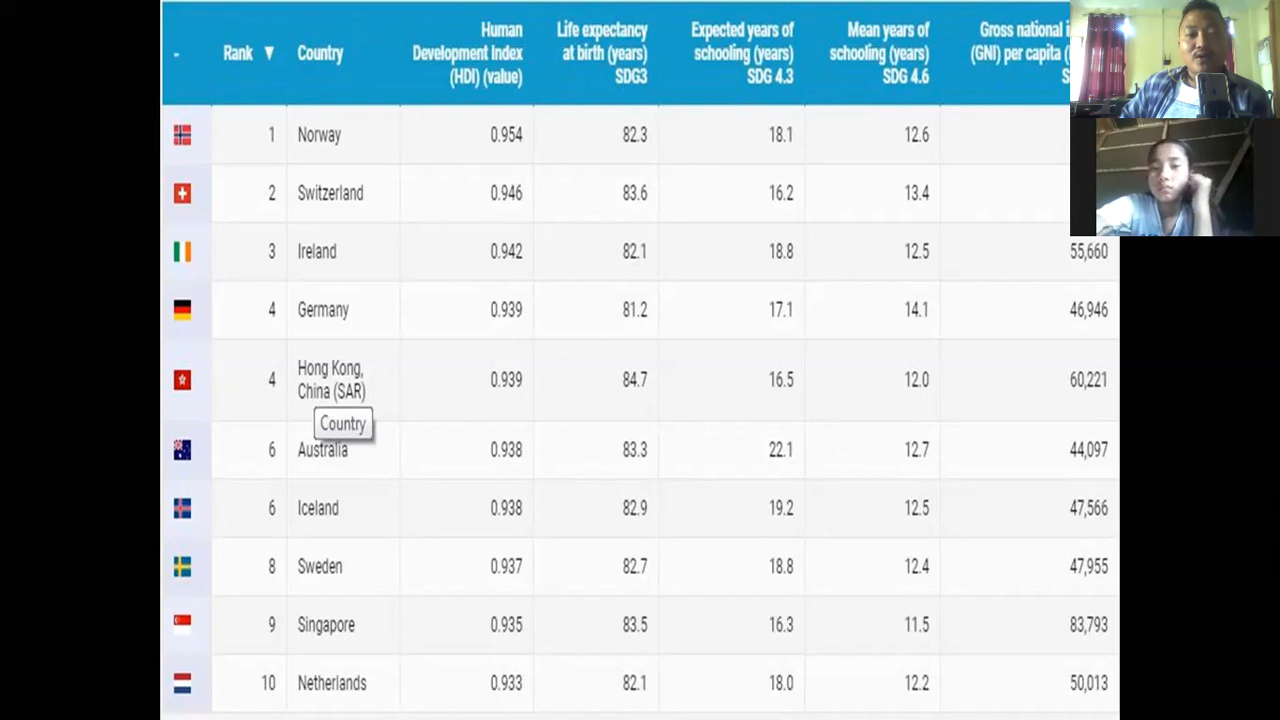 Human
Life expectancy
Expected years of
Mean years of
Gross national i
- Rank ▼ Country
Development Index
at birth (years)
schooling (years)
schooling (years)
(GNI) per capita (
(HDI) (value)
SDG3
SDG 4.3
SDG 4.6
S
1 Norway 0.954 82.3 18.1 12.6
2 Switzerland 0.946 83.6 16.2 13.4
3 Ireland 0.942 82.1 18.8 12.5 55,660
4 Germany 0.939 81.2 17.1 14.1 46,946
Hong Kong,
4 China (SAR) 0.939 84.7 16.5 12.0 60,221
Country
6 Australia 0.938 83.3 22.1 12.7 44,097
6 Iceland 0.938 82.9 19.2 12.5 47,566
8 Sweden 0.937 82.7 18.8 12.4 47,955
9 Singapore 0.935 83.5 16.3 11.5 83,793
10 Netherlands 0.933 82.1 18.0 12.2 50,013